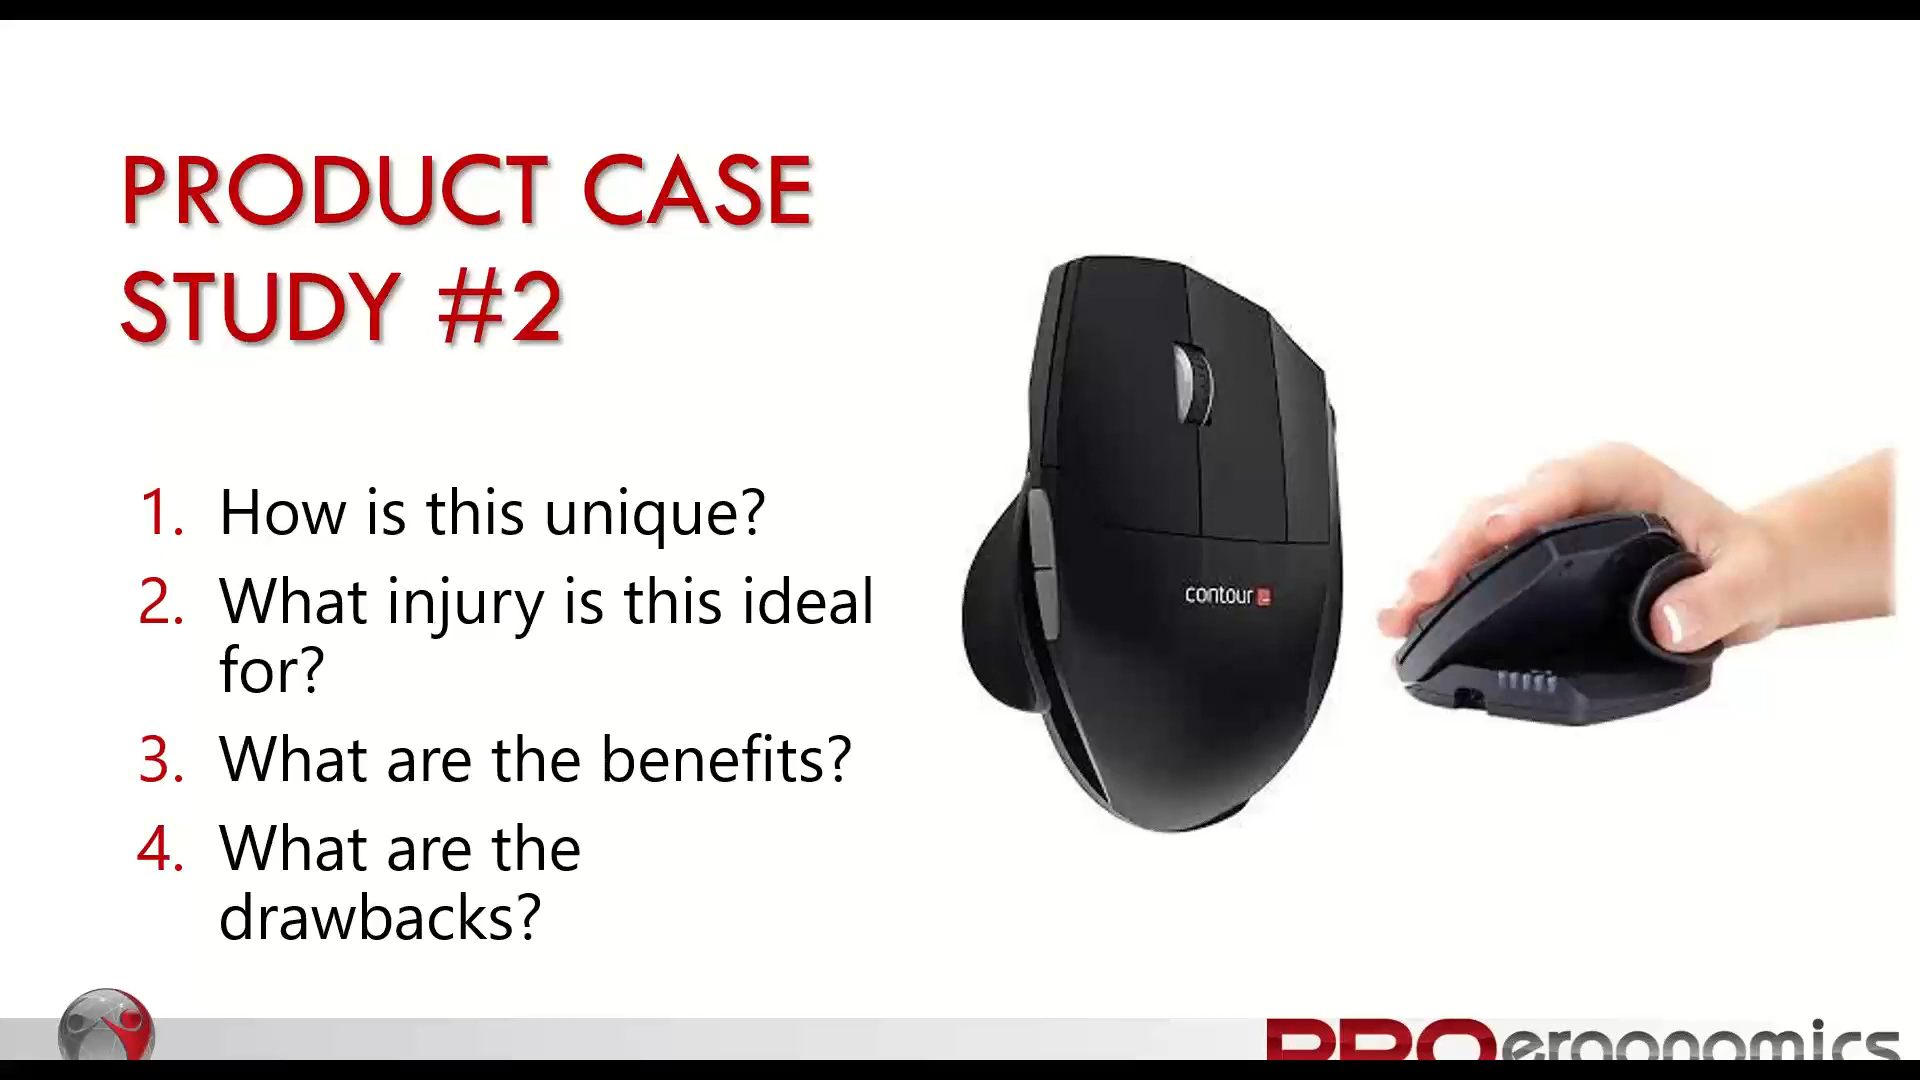 PRODUCT CASE
STUDY #2
1. How is this unique?
2. What injury is this ideal
for?
3. What are the benefits?
4. What are the
drawbacks?
contour
PROergonomics